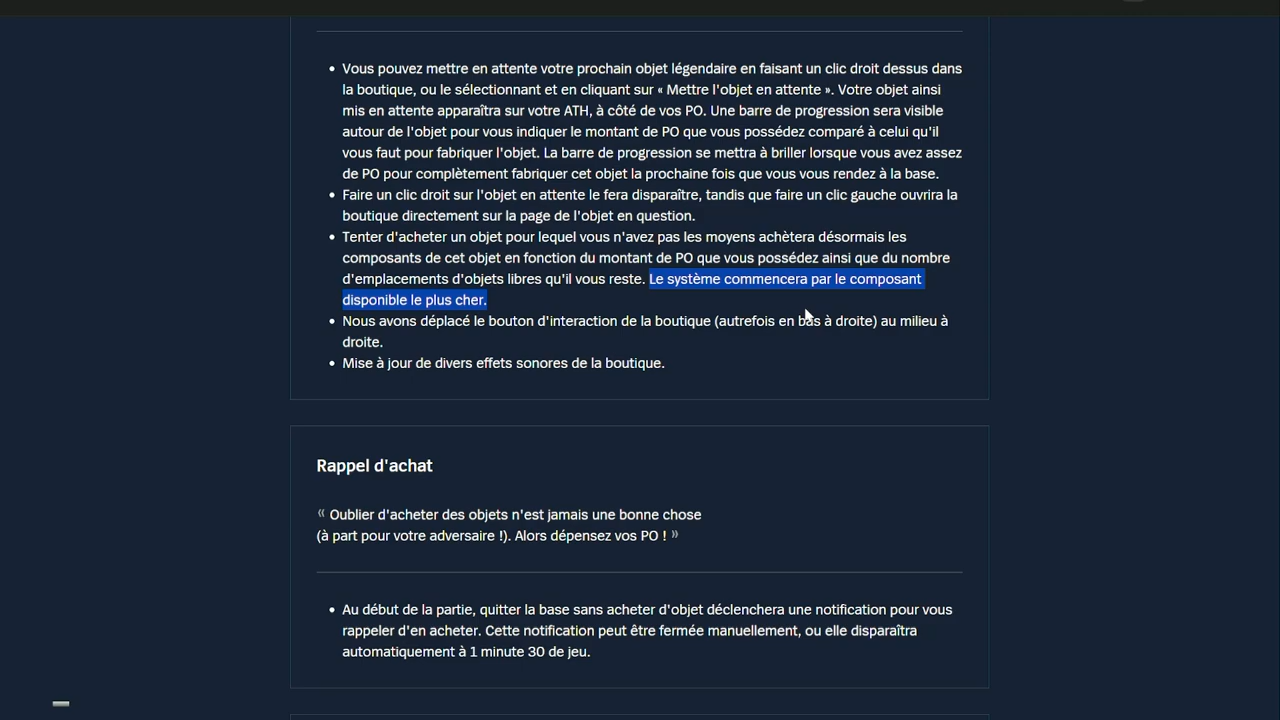 • Vous pouvez mettre en attente votre prochain objet légendaire en faisant un clic droit dessus dans
la boutique, ou le sélectionnant et en cliquant sur « Mettre l'objet en attente ». Votre objet ainsi
mis en attente apparaîtra sur votre ATH, à côté de vos PO. Une barre de progression sera visible
autour de l'objet pour vous indiquer le montant de PO que vous possédez comparé à celui qu'il
vous faut pour fabriquer l'objet. La barre de progression se mettra à briller lorsque vous avez assez
de PO pour complètement fabriquer cet objet la prochaine fois que vous vous rendez à la base.
• Faire un clic droit sur l'objet en attente le fera disparaître, tandis que faire un clic gauche ouvrira la
boutique directement sur la page de l'objet en question.
• Tenter d'acheter un objet pour lequel vous n'avez pas les moyens achètera désormais les
composants de cet objet en fonction du montant de PO que vous possédez ainsi que du nombre
d'emplacements d'objets libres qu'il vous reste. Le système commencera par le composant
disponible le plus cher.
• Nous avons déplacé le bouton d'interaction de la boutique (autrefois en bas à droite) au milieu à
droite.
• Mise à jour de divers effets sonores de la boutique.
Rappel d'achat
« Oublier d'acheter des objets n'est jamais une bonne chose
(à part pour votre adversaire !). Alors dépensez vos PO ! »
• Au début de la partie, quitter la base sans acheter d'objet déclenchera une notification pour vous
rappeler d'en acheter. Cette notification peut être fermée manuellement, ou elle disparaîtra
automatiquement à 1 minute 30 de jeu.